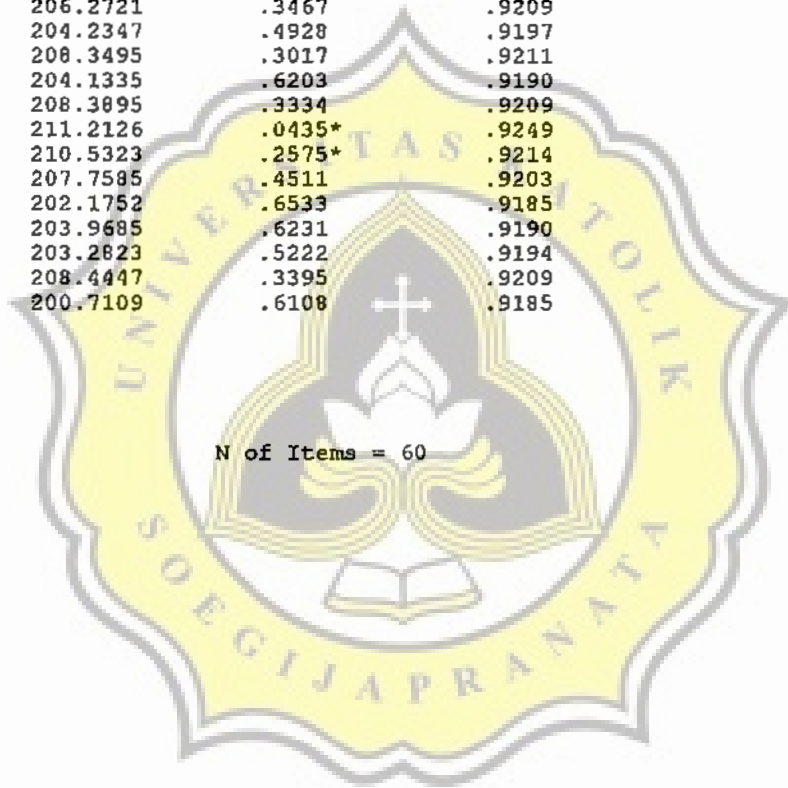 206.2721 .3467 .9209
204.2347 .4928 .9197
208.3495 .3017 .9211
204.1335 .6203 .9190
208.3895 .3334 .9209
211.2126 .0435* .9249
210.5323 .2575* .9214
207.7585 .4511 .9203
202.1752 .6533 .9185
203.9685 .6231 .9190
203.2823 .5222 .9194
208.4447 .3395 .9209
200.7109 .6108 .9185
N of Items = 60
UNIVERSITAS KATOLIK
SOEGIJAPRANATA